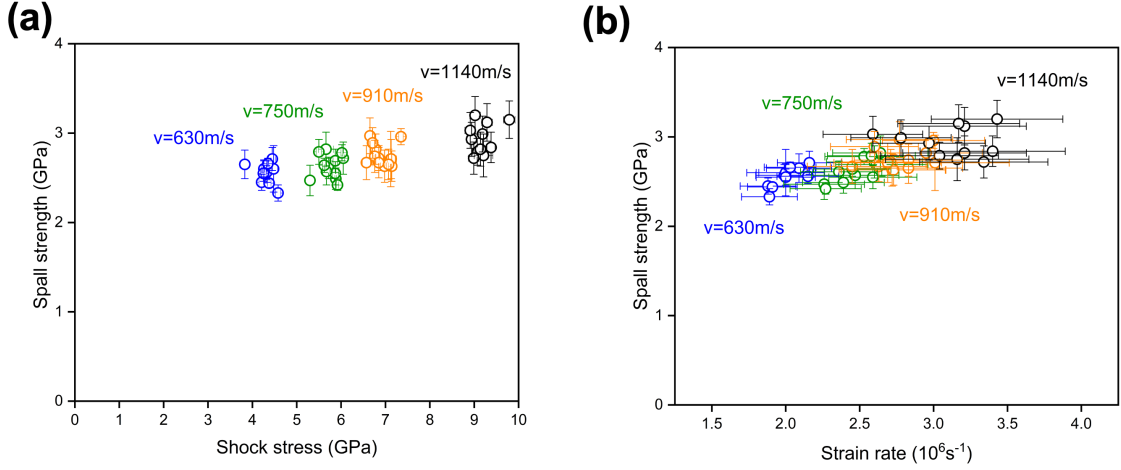 (a)
4
3
2
1
0
Spall strength (GPa)
v=630m/s
v=750m/s
v=910m/s
v=1140m/s
0 1 2 3 4 5 6 7 8 9 10
Shock stress (GPa)
(b)
4
3
2
1
0
Spall strength (GPa)
v=630m/s
v=750m/s
v=910m/s
v=1140m/s
1.5 2.0 2.5 3.0 3.5 4.0
Strain rate (10⁶s⁻¹)